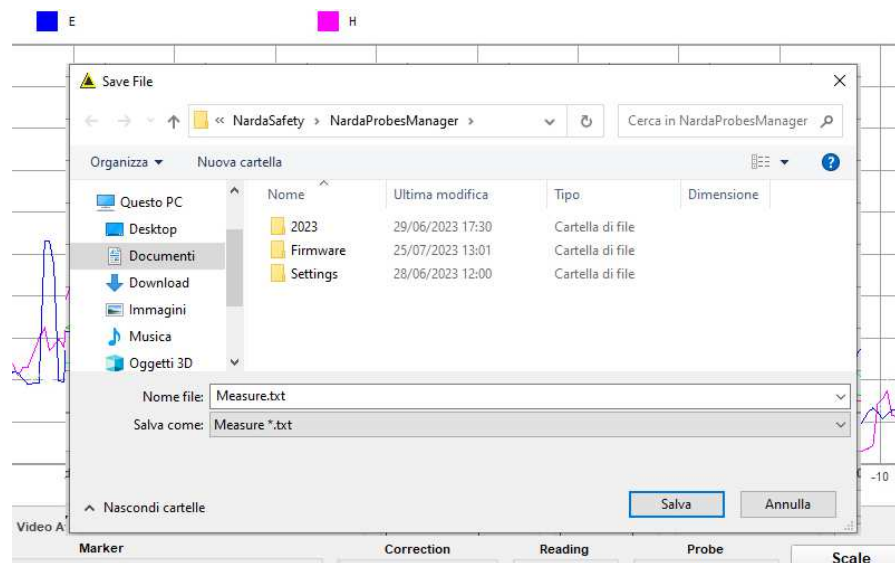 E H
Save File
« NardaSafety › NardaProbesManager ›
Cerca in NardaProbesManager
Organizza Nuova cartella
Nome Ultima modifica Tipo Dimensione
Questo PC
Desktop
Documenti
Download
Immagini
Musica
Oggetti 3D
2023 29/06/2023 17:30 Cartella di file
Firmware 25/07/2023 13:01 Cartella di file
Settings 28/06/2023 12:00 Cartella di file
Nome file: Measure.txt
Salva come: Measure *.txt
-10
Nascondi cartelle Salva Annulla
Video
Marker Correction Reading Probe Scale